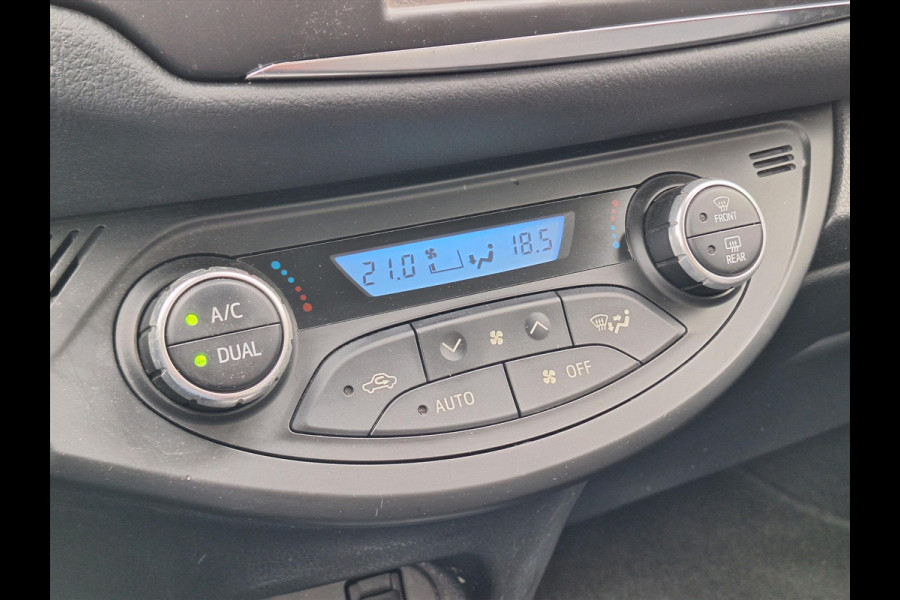 21.0 18.5
FRONT
REAR
A/C
DUAL
AUTO
OFF